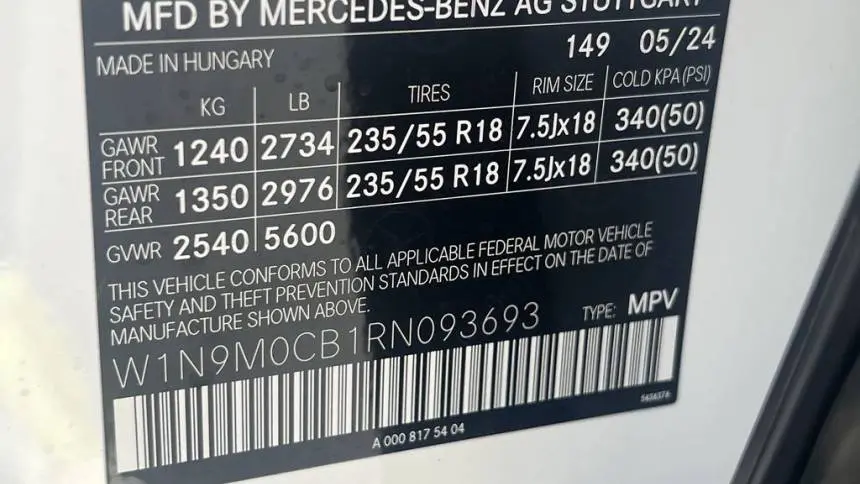 MFD BY MERCEDES-BENZ AG STUTTGART
149 05/24
MADE IN HUNGARY
KG LB TIRES RIM SIZE COLD KPA (PSI)
GAWR FRONT 1240 2734 235/55 R18 7.5Jx18 340(50)
GAWR REAR 1350 2976 235/55 R18 7.5Jx18 340(50)
GVWR 2540 5600
THIS VEHICLE CONFORMS TO ALL APPLICABLE FEDERAL MOTOR VEHICLE
SAFETY AND THEFT PREVENTION STANDARDS IN EFFECT ON THE DATE OF
MANUFACTURE SHOWN ABOVE.
W1N9M0CB1RN093693 TYPE: MPV
A 000 817 54 04